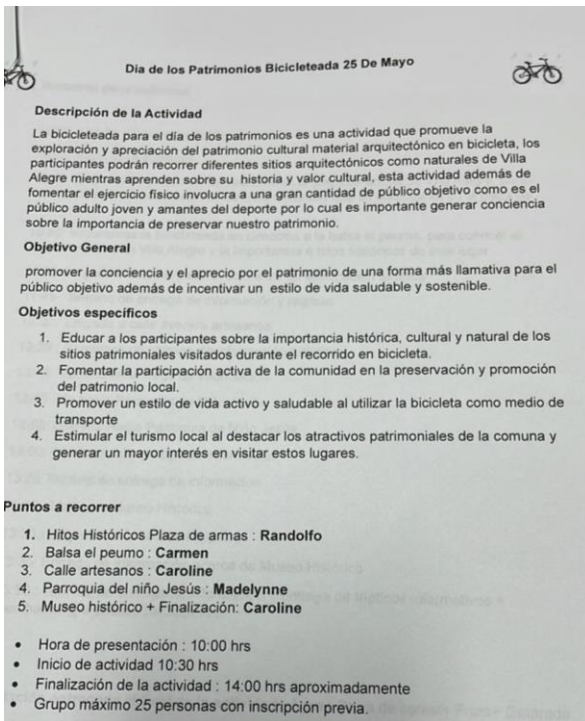 Dia de los Patrimonios Bicicleteada 25 De Mayo
Descripción de la Actividad
La bicicleteada para el día de los patrimonios es una actividad que promueve la
exploración y apreciación del patrimonio cultural material arquitectónico en bicicleta, los
participantes podrán recorrer diferentes sitios arquitectónicos como naturales de Villa
Alegre mientras aprenden sobre su historia y valor cultural, esta actividad además de
fomentar el ejercicio físico involucra a una gran cantidad de público objetivo como es el
público adulto joven y amantes del deporte por lo cual es importante generar conciencia
sobre la importancia de preservar nuestro patrimonio.
Objetivo General
promover la conciencia y el aprecio por el patrimonio de una forma más llamativa para el
público objetivo además de incentivar un estilo de vida saludable y sostenible.
Objetivos específicos
1. Educar a los participantes sobre la importancia histórica, cultural y natural de los
sitios patrimoniales visitados durante el recorrido en bicicleta.
2. Fomentar la participación activa de la comunidad en la preservación y promoción
del patrimonio local.
3. Promover un estilo de vida activo y saludable al utilizar la bicicleta como medio de
transporte
4. Estimular el turismo local al destacar los atractivos patrimoniales de la comuna y
generar un mayor interés en visitar estos lugares.
Puntos a recorrer
1. Hitos Históricos Plaza de armas : Randolfo
2. Balsa el peumo : Carmen
3. Calle artesanos : Caroline
4. Parroquia del niño Jesús : Madelynne
5. Museo histórico + Finalización: Caroline
• Hora de presentación : 10:00 hrs
• Inicio de actividad 10:30 hrs
• Finalización de la actividad : 14:00 hrs aproximadamente
• Grupo máximo 25 personas con inscripción previa.